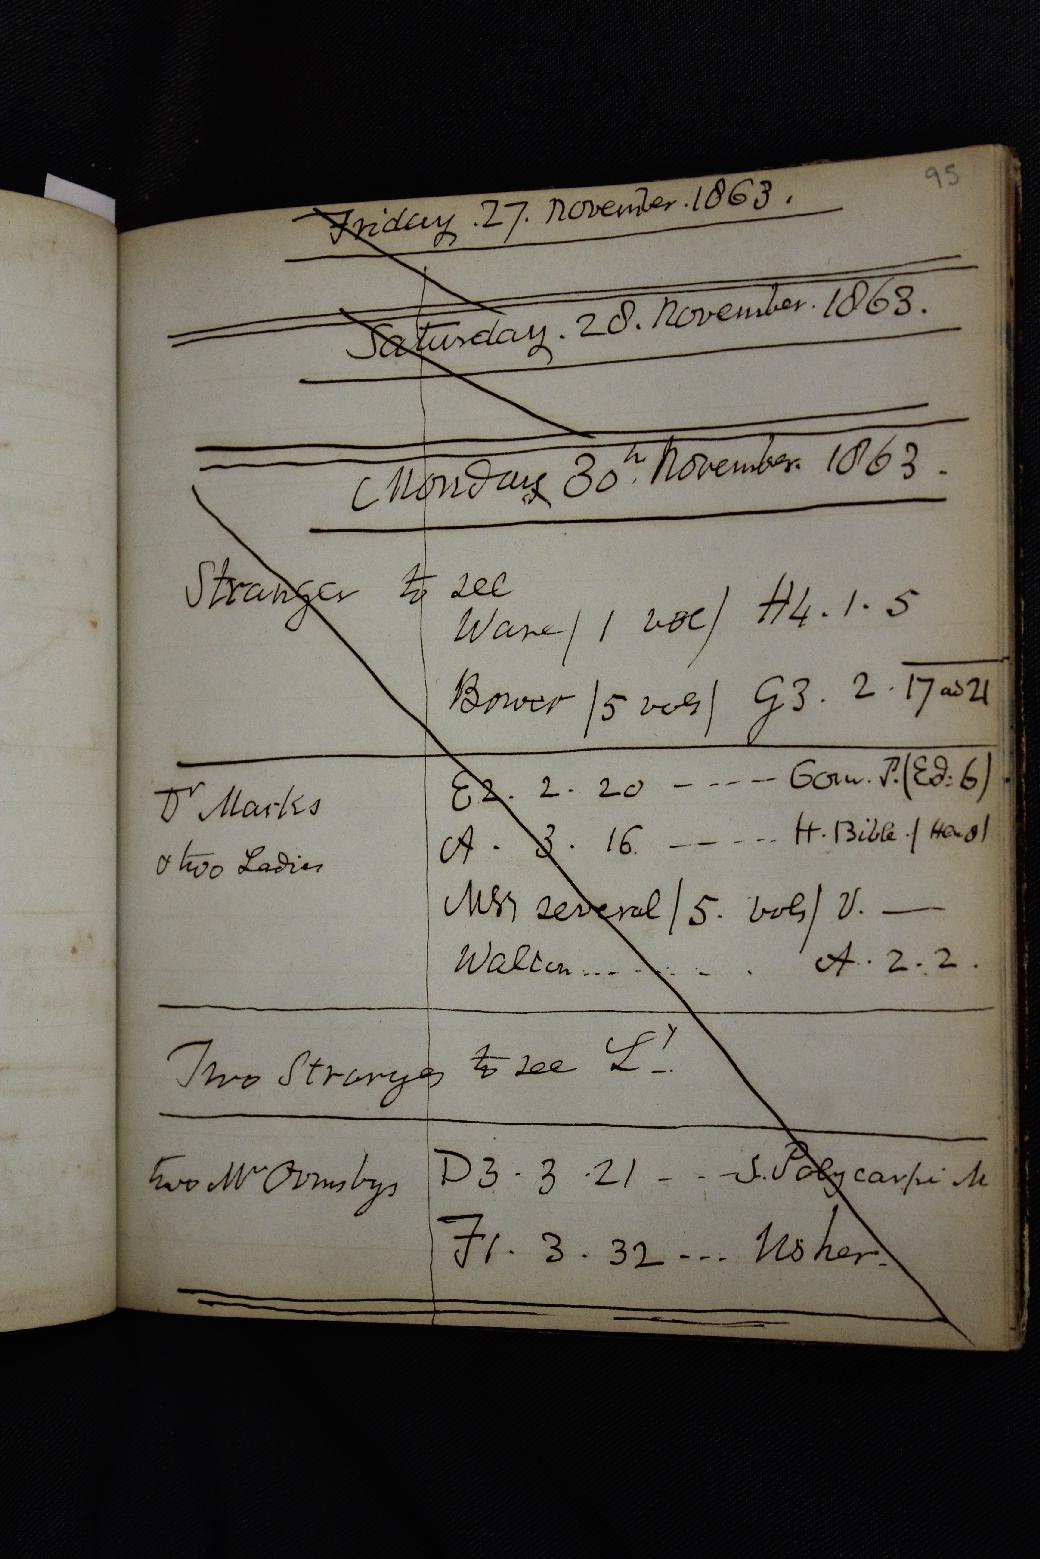 95
Friday . 27. November . 1863 .
Saturday . 28. November . 1863 .
Monday 30th. November. 1863 .
Stranger to see
Ware / 1 vol / H4 . 1 . 5
Bower / 5 vols / G3 . 2 . 17 ad 21
Dr Marks E2 . 2 . 20 - - - - Com. P. (Ed: 6)
& two Ladies A . 3 . 16 - - - - H. Bible . /
Mss several / 5 . vols / V. —
Walton . . . . . . . A . 2 . 2 .
Two Strangers to see Ly.
two Mr Ormsbys D3 . 3 . 21 - - - S. Polycarpi M
F1 . 3 . 32 - - - Usher .